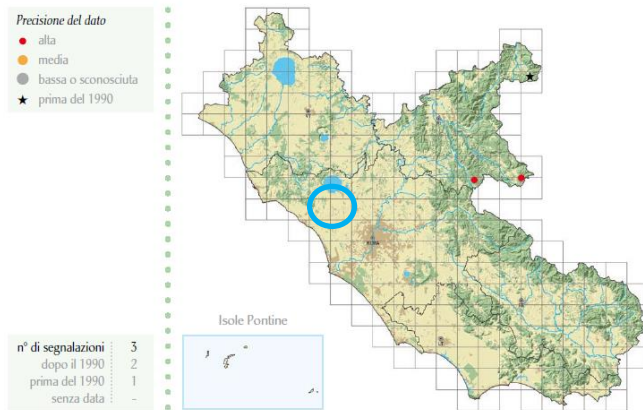 Precisione del dato
alta
media
bassa o sconosciuta
prima del 1990
ROMA
Isole Pontine
n° di segnalazioni 3
dopo il 1990 2
prima del 1990 1
senza data -